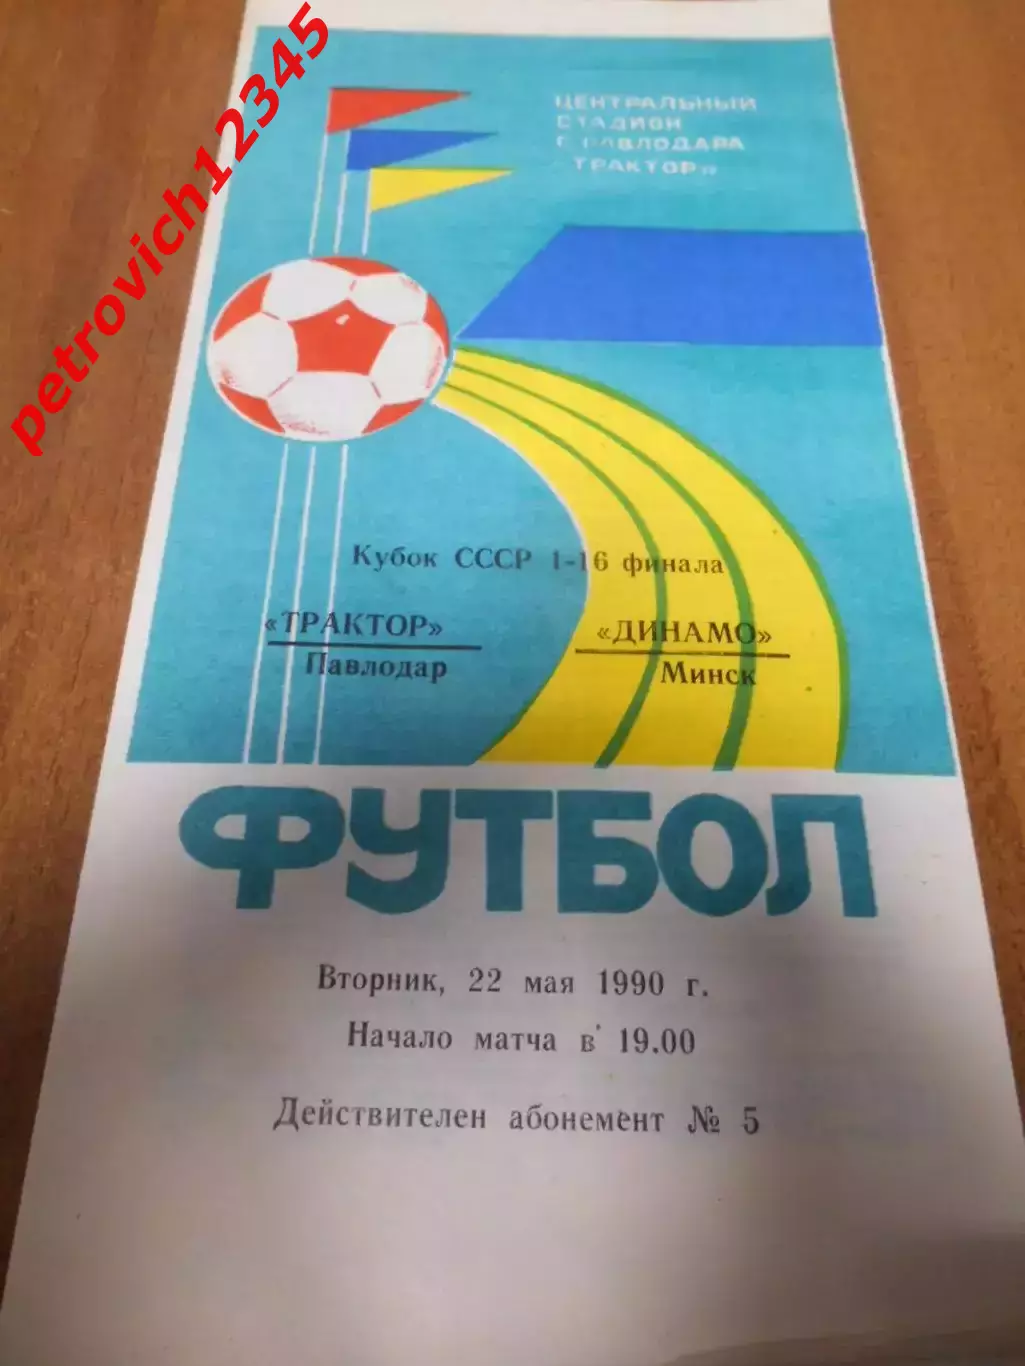 petrovich12345
ЦЕНТРАЛЬНЫЙ
СТАДИОН
Г. ПАВЛОДАРА
«ТРАКТОР»
Кубок СССР 1-16 финала
«ТРАКТОР» «ДИНАМО»
Павлодар Минск
ФУТБОЛ
Вторник, 22 мая 1990 г.
Начало матча в 19.00
Действителен абонемент № 5